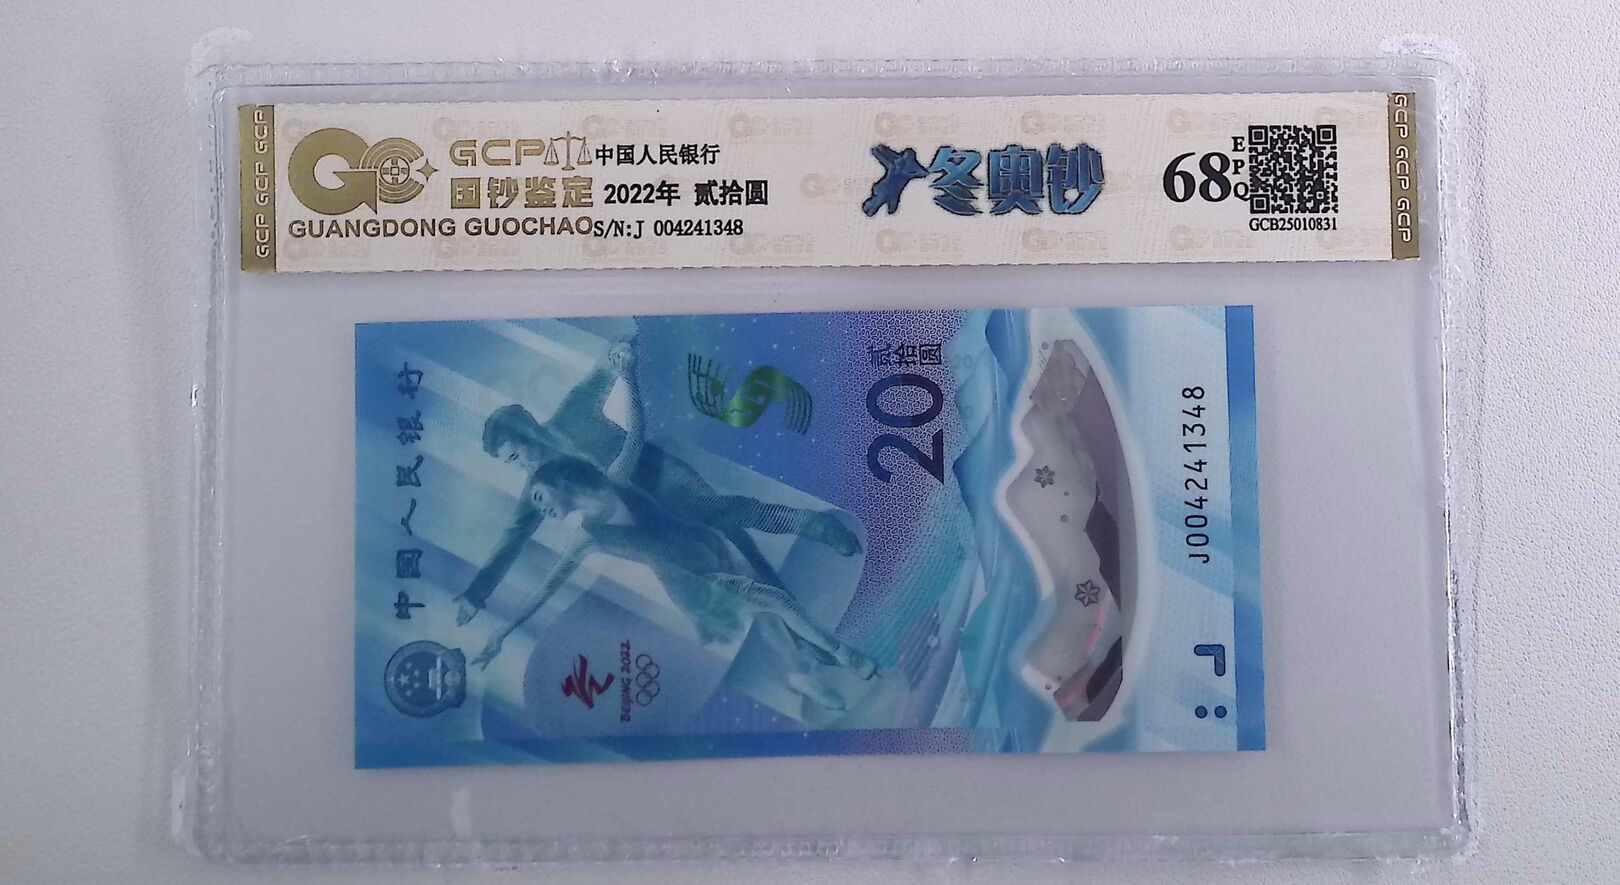 GCP
国钞鉴定
GUANGDONG GUOCHAO
中国人民银行
2022年 贰拾圆
S/N:J 004241348
冬奥钞
68
EPQ
GCB25010831
GCP GCP GCP
GCP GCP GCP
中国人民银行
BEIJING 2022
贰拾圆
20
J004241348